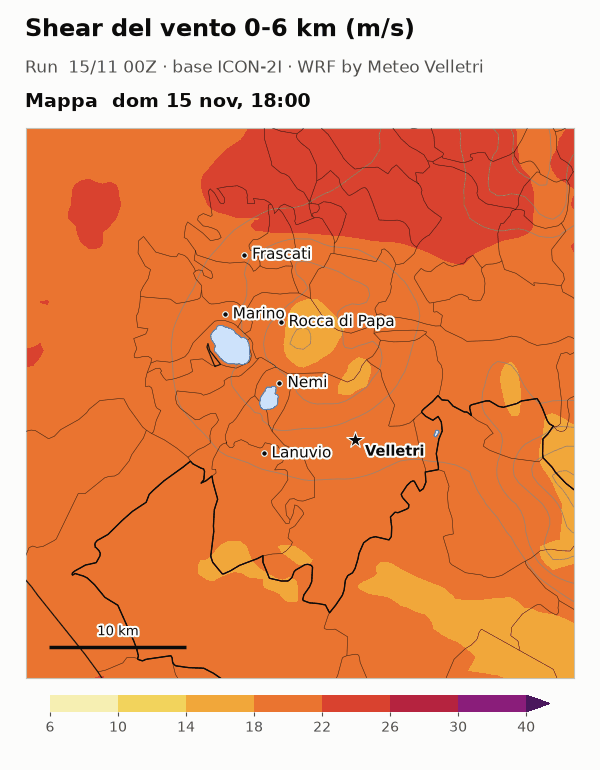 Shear del vento 0-6 km (m/s)
Run  15/11 00Z · base ICON-2I · WRF by Meteo Velletri
Mappa  dom 15 nov, 18:00
Frascati
Marino
Rocca di Papa
Nemi
Velletri
Lanuvio
10 km
6 10 14 18 22 26 30 40